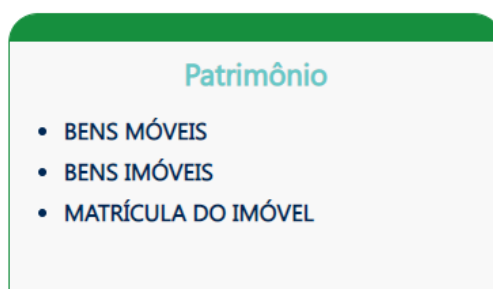 Patrimônio
• BENS MÓVEIS
• BENS IMÓVEIS
• MATRÍCULA DO IMÓVEL